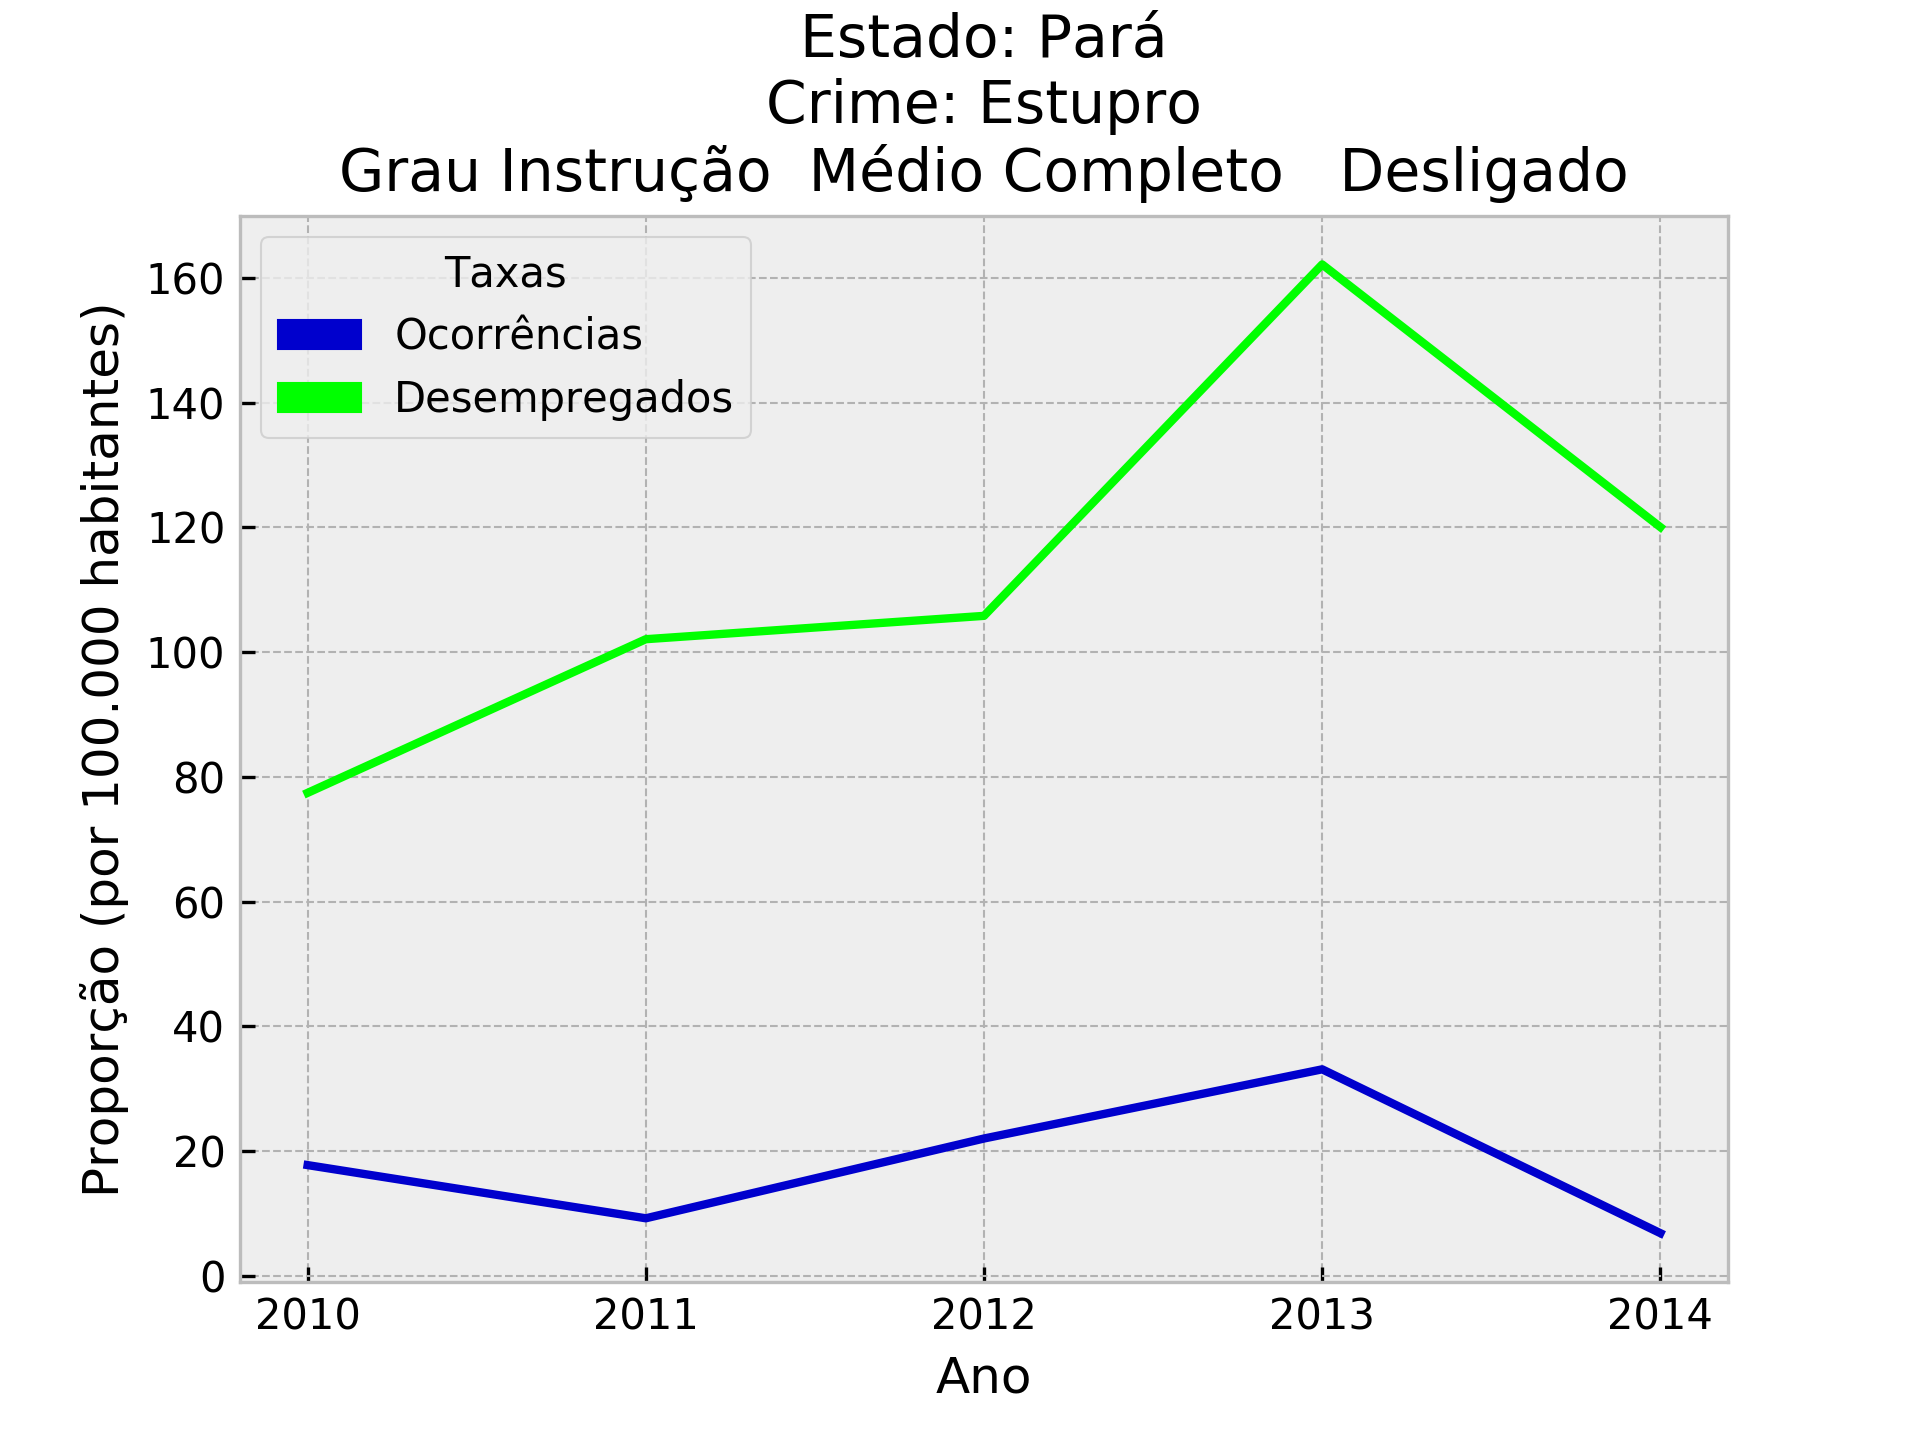 Estado: Pará
Crime: Estupro
Grau Instrução  Médio Completo   Desligado
Taxas
Ocorrências
Desempregados
Proporção (por 100.000 habitantes)
160
140
120
100
80
60
40
20
0
2010 2011 2012 2013 2014
Ano